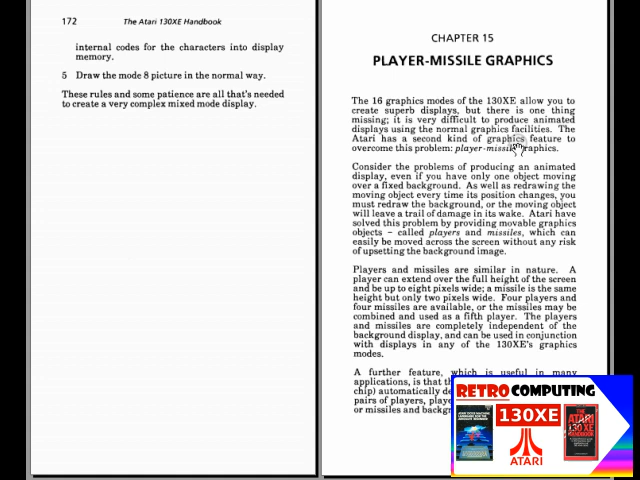 172 The Atari 130XE Handbook
internal codes for the characters into display
memory.
5 Draw the mode 8 picture in the normal way.
These rules and some patience are all that's needed
to create a very complex mixed mode display.
CHAPTER 15
PLAYER-MISSILE GRAPHICS
The 16 graphics modes of the 130XE allow you to
create superb displays, but there is one thing
missing; it is very difficult to produce animated
displays using the normal graphics facilities. The
Atari has a second kind of graphics feature to
overcome this problem: player-missile graphics.
Consider the problems of producing an animated
display, even if you have only one object moving
over a fixed background. As well as redrawing the
moving object every time its position changes, you
must redraw the background, or the moving object
will leave a trail of damage in its wake. Atari have
solved this problem by providing movable graphics
objects – called players and missiles, which can
easily be moved across the screen without any risk
of upsetting the background image.
Players and missiles are similar in nature. A
player can extend over the full height of the screen
and be up to eight pixels wide; a missile is the same
height but only two pixels wide. Four players and
four missiles are available, or the missiles may be
combined and used as a fifth player. The players
and missiles are completely independent of the
background display, and can be used in conjunction
with displays in any of the 130XE's graphics
modes.
A further feature, which is useful in many
applications, is that th
chip) automatically de
pairs of players, playe
or missiles and backgr
RETRO COMPUTING
130XE
ATARI
THE
ATARI
130XE
HANDBOOK